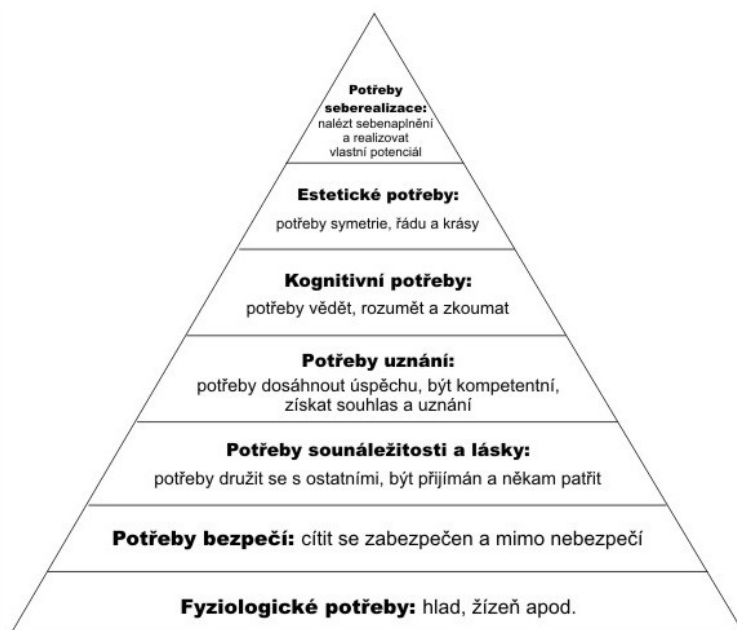 Potřeby
seberealizace:
nalézt sebenaplnění
a realizovat
vlastní potenciál
Estetické potřeby:
potřeby symetrie, řádu a krásy
Kognitivní potřeby:
potřeby vědět, rozumět a zkoumat
Potřeby uznání:
potřeby dosáhnout úspěchu, být kompetentní,
získat souhlas a uznání
Potřeby sounáležitosti a lásky:
potřeby družit se s ostatními, být přijímán a někam patřit
Potřeby bezpečí: cítit se zabezpečen a mimo nebezpečí
Fyziologické potřeby: hlad, žízeň apod.